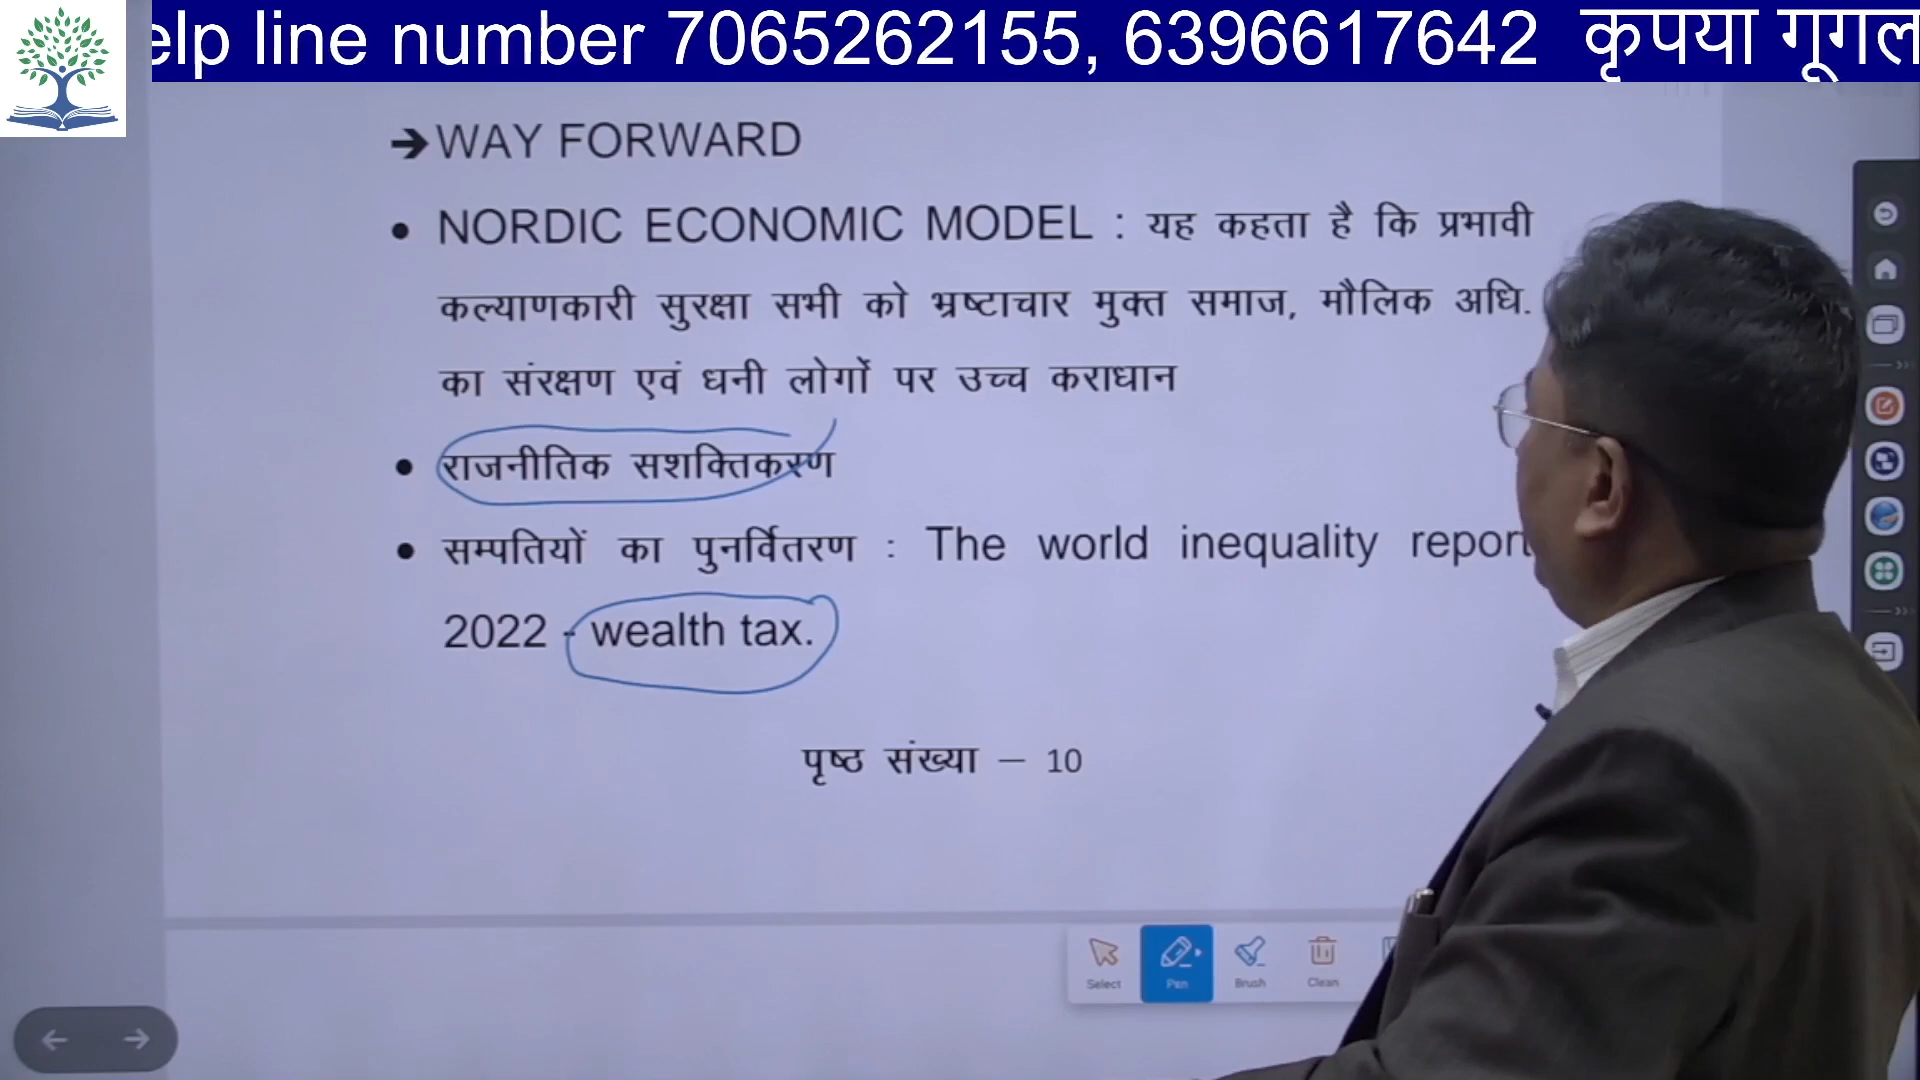 elp line number 7065262155, 6396617642 कृपया गूगल
➔ WAY FORWARD
• NORDIC ECONOMIC MODEL : यह कहता है कि प्रभावी
कल्याणकारी सुरक्षा सभी को भ्रष्टाचार मुक्त समाज, मौलिक अधि.
का संरक्षण एवं धनी लोगों पर उच्च कराधान
• राजनीतिक सशक्तिकरण
• सम्पतियों का पुनर्वितरण : The world inequality report
2022 - wealth tax.
पृष्ठ संख्या – 10
Select Pen Brush Clean